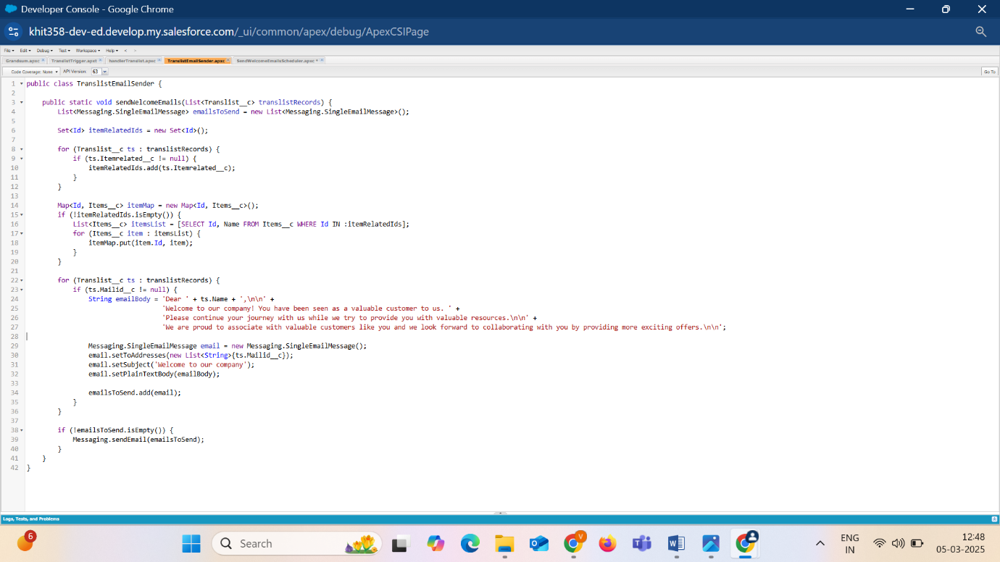 Developer Console - Google Chrome
khit358-dev-ed.develop.my.salesforce.com/_ui/common/apex/debug/ApexCSIPage
File Edit Debug Test Workspace Help < >
Grandsum.apxc TranslistTrigger.apxt handlerTranslist.apxc TranslistEmailSender.apxc SendWelcomeEmailsScheduler.apxc *
Code Coverage: None API Version: 63 Go To
1 public class TranslistEmailSender {
2
3 public static void sendWelcomeEmails(List<Translist__c> translistRecords) {
4 List<Messaging.SingleEmailMessage> emailsToSend = new List<Messaging.SingleEmailMessage>();
5
6 Set<Id> itemRelatedIds = new Set<Id>();
7
8 for (Translist__c ts : translistRecords) {
9 if (ts.Itemrelated__c != null) {
10 itemRelatedIds.add(ts.Itemrelated__c);
11 }
12 }
13
14 Map<Id, Items__c> itemMap = new Map<Id, Items__c>();
15 if (!itemRelatedIds.isEmpty()) {
16 List<Items__c> itemsList = [SELECT Id, Name FROM Items__c WHERE Id IN :itemRelatedIds];
17 for (Items__c item : itemsList) {
18 itemMap.put(item.Id, item);
19 }
20 }
21
22 for (Translist__c ts : translistRecords) {
23 if (ts.Mailid__c != null) {
24 String emailBody = 'Dear ' + ts.Name + ',\n\n' +
25 'Welcome to our company! You have been seen as a valuable customer to us. ' +
26 'Please continue your journey with us while we try to provide you with valuable resources.\n\n' +
27 'We are proud to associate with valuable customers like you and we look forward to collaborating with you by providing more exciting offers.\n\n';
28
29 Messaging.SingleEmailMessage email = new Messaging.SingleEmailMessage();
30 email.setToAddresses(new List<String>{ts.Mailid__c});
31 email.setSubject('Welcome to our company');
32 email.setPlainTextBody(emailBody);
33
34 emailsToSend.add(email);
35 }
36 }
37
38 if (!emailsToSend.isEmpty()) {
39 Messaging.sendEmail(emailsToSend);
40 }
41 }
42 }
Logs, Tests, and Problems
6
Search
V
ENG
IN
12:48
05-03-2025